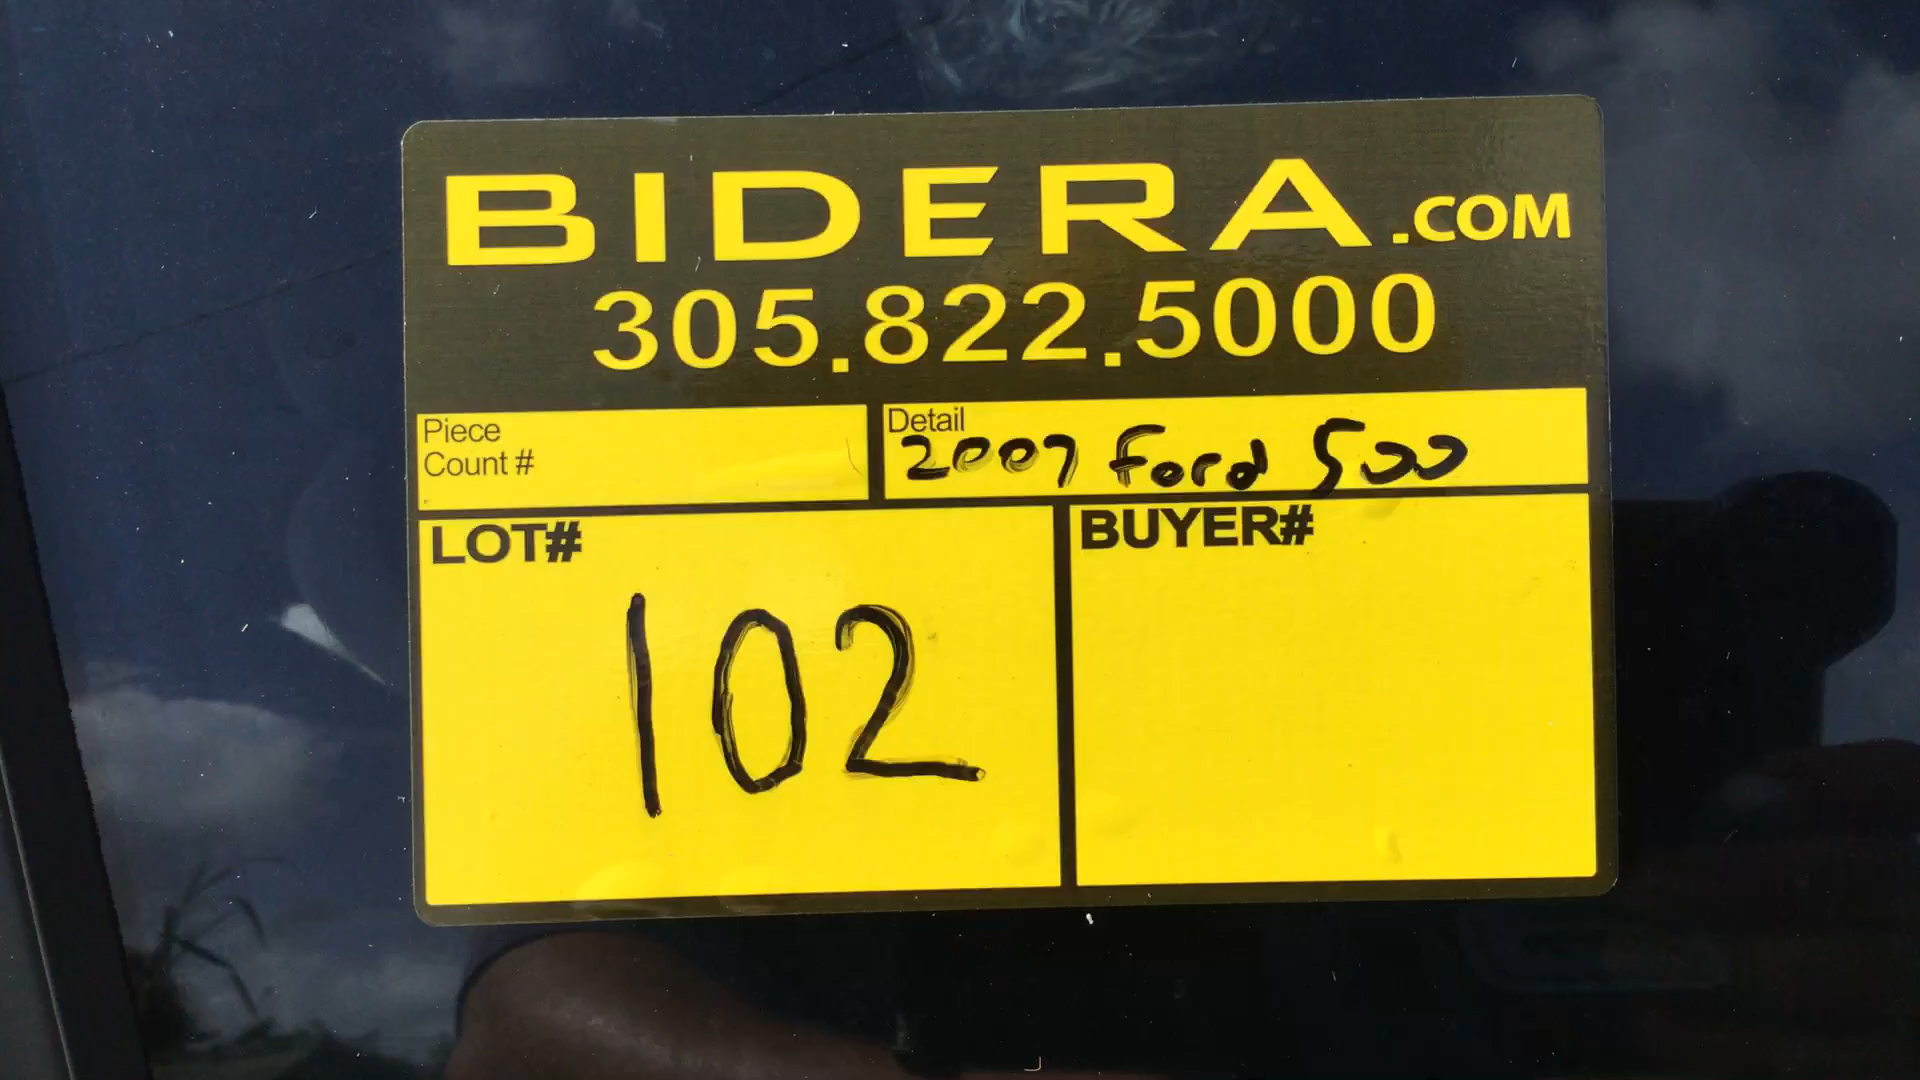 BIDERA.COM
305.822.5000
Piece
Count #
Detail
2007 Ford 500
LOT#
102
BUYER#